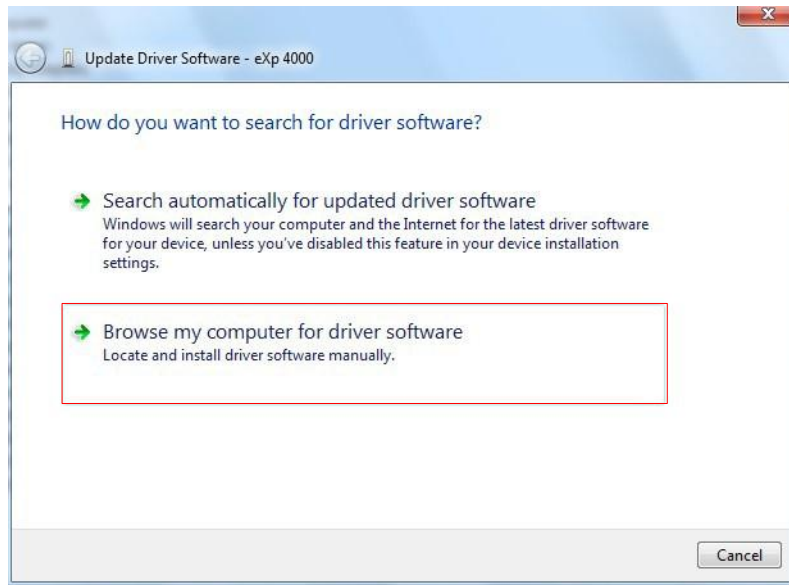 Update Driver Software - eXp 4000
How do you want to search for driver software?
Search automatically for updated driver software
Windows will search your computer and the Internet for the latest driver software
for your device, unless you've disabled this feature in your device installation
settings.
Browse my computer for driver software
Locate and install driver software manually.
Cancel